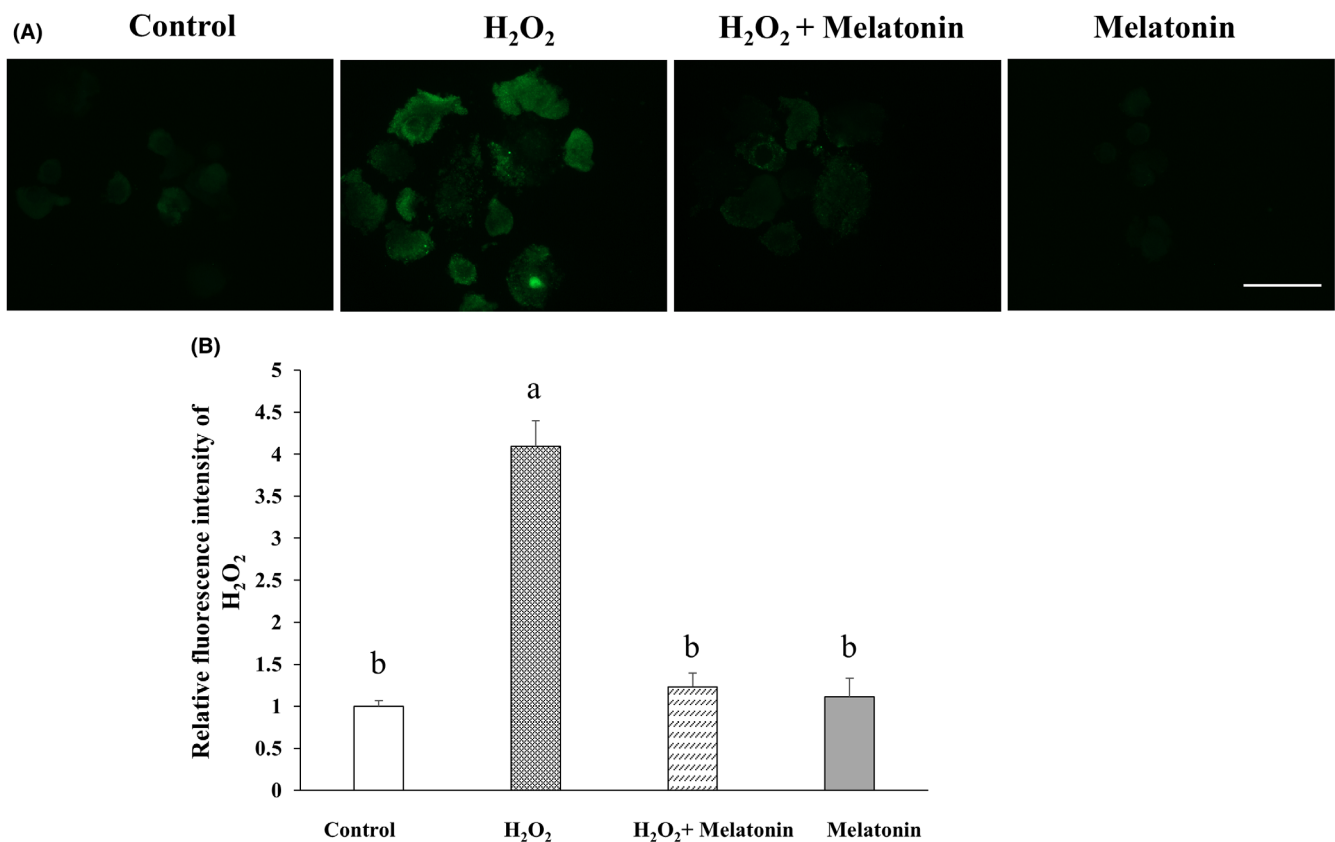 (A) Control H₂O₂ H₂O₂ + Melatonin Melatonin
(B)
Relative fluorescence intensity of
H₂O₂
5
4.5
4
3.5
3
2.5
2
1.5
1
0.5
0
b a b b
Control H₂O₂ H₂O₂+ Melatonin Melatonin